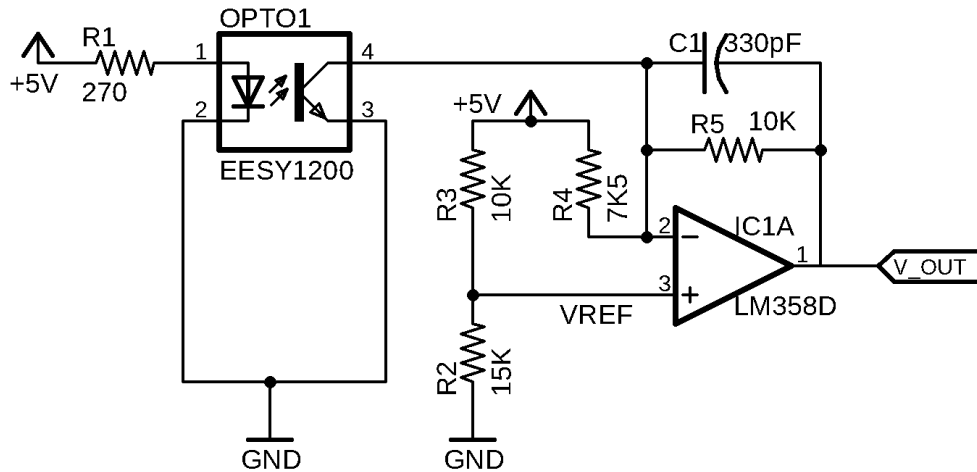 OPTO1
R1
C1
330pF
1
4
+5V
270
+5V
2
3
R5
10K
EESY1200
R3
10K
R4
7K5
2
−
IC1A
1
V_OUT
3
+
VREF
LM358D
R2
15K
GND
GND